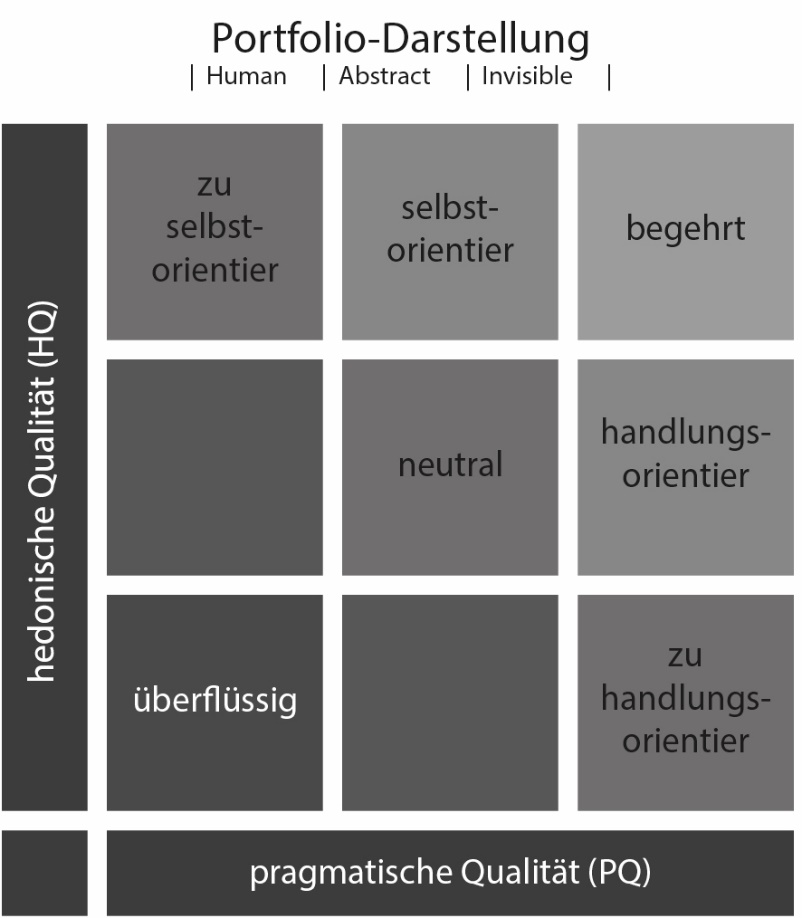 Portfolio-Darstellung
| Human | Abstract | Invisible |
zu
selbst-
orientier
selbst-
orientier
begehrt
hedonische Qualität (HQ)
neutral
handlungs-
orientier
überflüssig
zu
handlungs-
orientier
pragmatische Qualität (PQ)